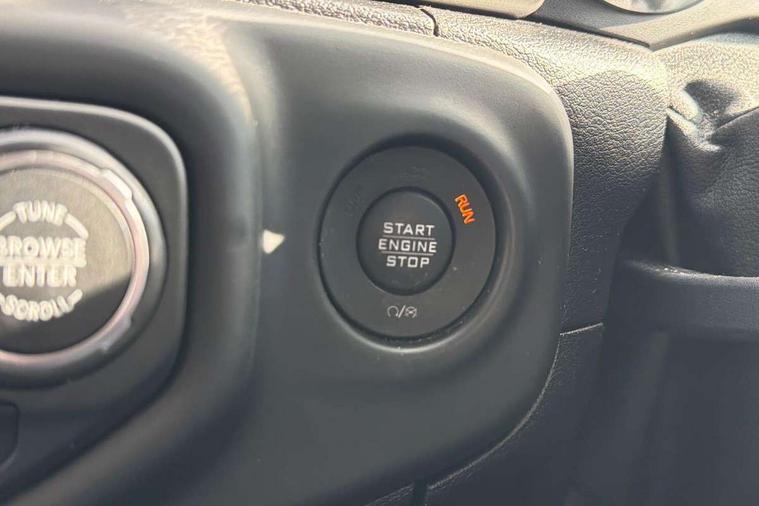 TUNE
BROWSE
ENTER
SCROLL
START
ENGINE
STOP
RUN